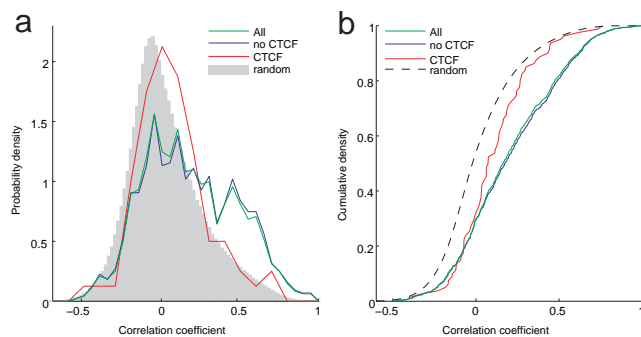 a
All
no CTCF
CTCF
random
2
1.5
1
0.5
0
Probability density
−0.5
0
0.5
1
Correlation coefficient
b
All
no CTCF
CTCF
random
1
0.8
0.6
0.4
0.2
0
Cumulative density
−0.5
0
0.5
1
Correlation coefficient